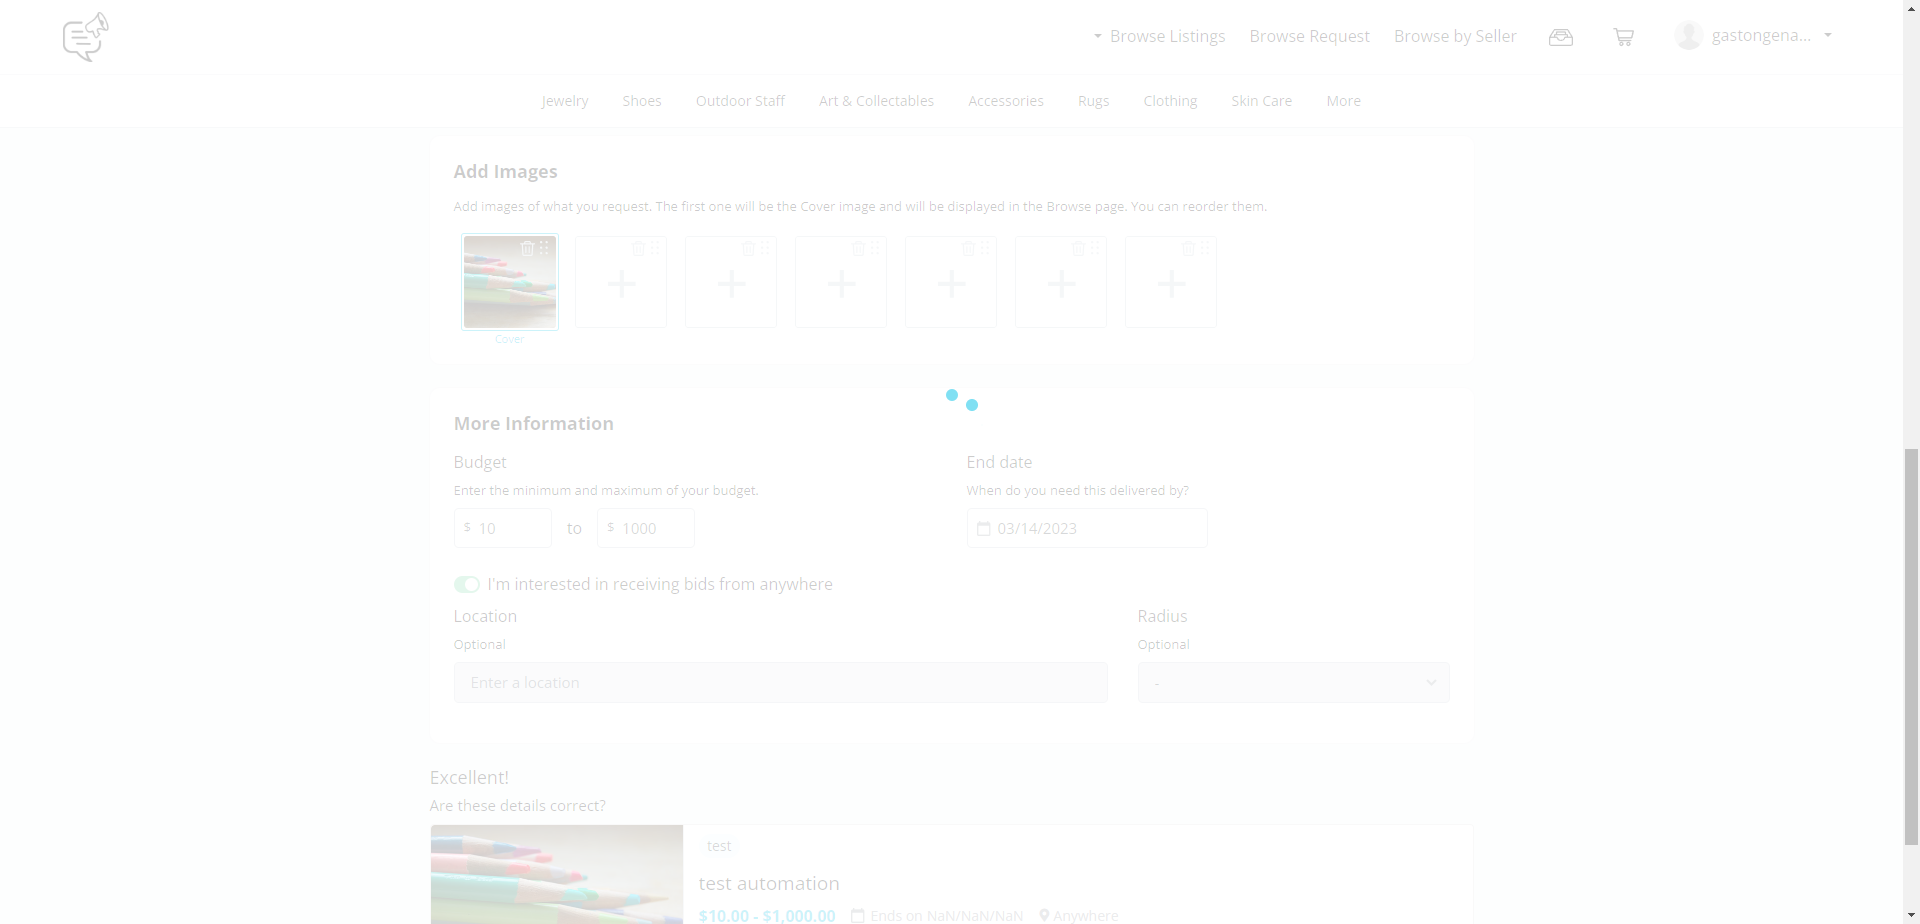 Browse Listings Browse Request Browse by Seller gastongena...
Jewelry Shoes Outdoor Staff Art & Collectables Accessories Rugs Clothing Skin Care More
Add Images
Add images of what you request. The first one will be the Cover image and will be displayed in the Browse page. You can reorder them.
Cover
More Information
Budget
Enter the minimum and maximum of your budget.
$ 10 to $ 1000
End date
When do you need this delivered by?
03/14/2023
I'm interested in receiving bids from anywhere
Location
Optional
Enter a location
Radius
Optional
-
Excellent!
Are these details correct?
test
test automation
$10.00 - $1,000.00 Ends on NaN/NaN/NaN Anywhere